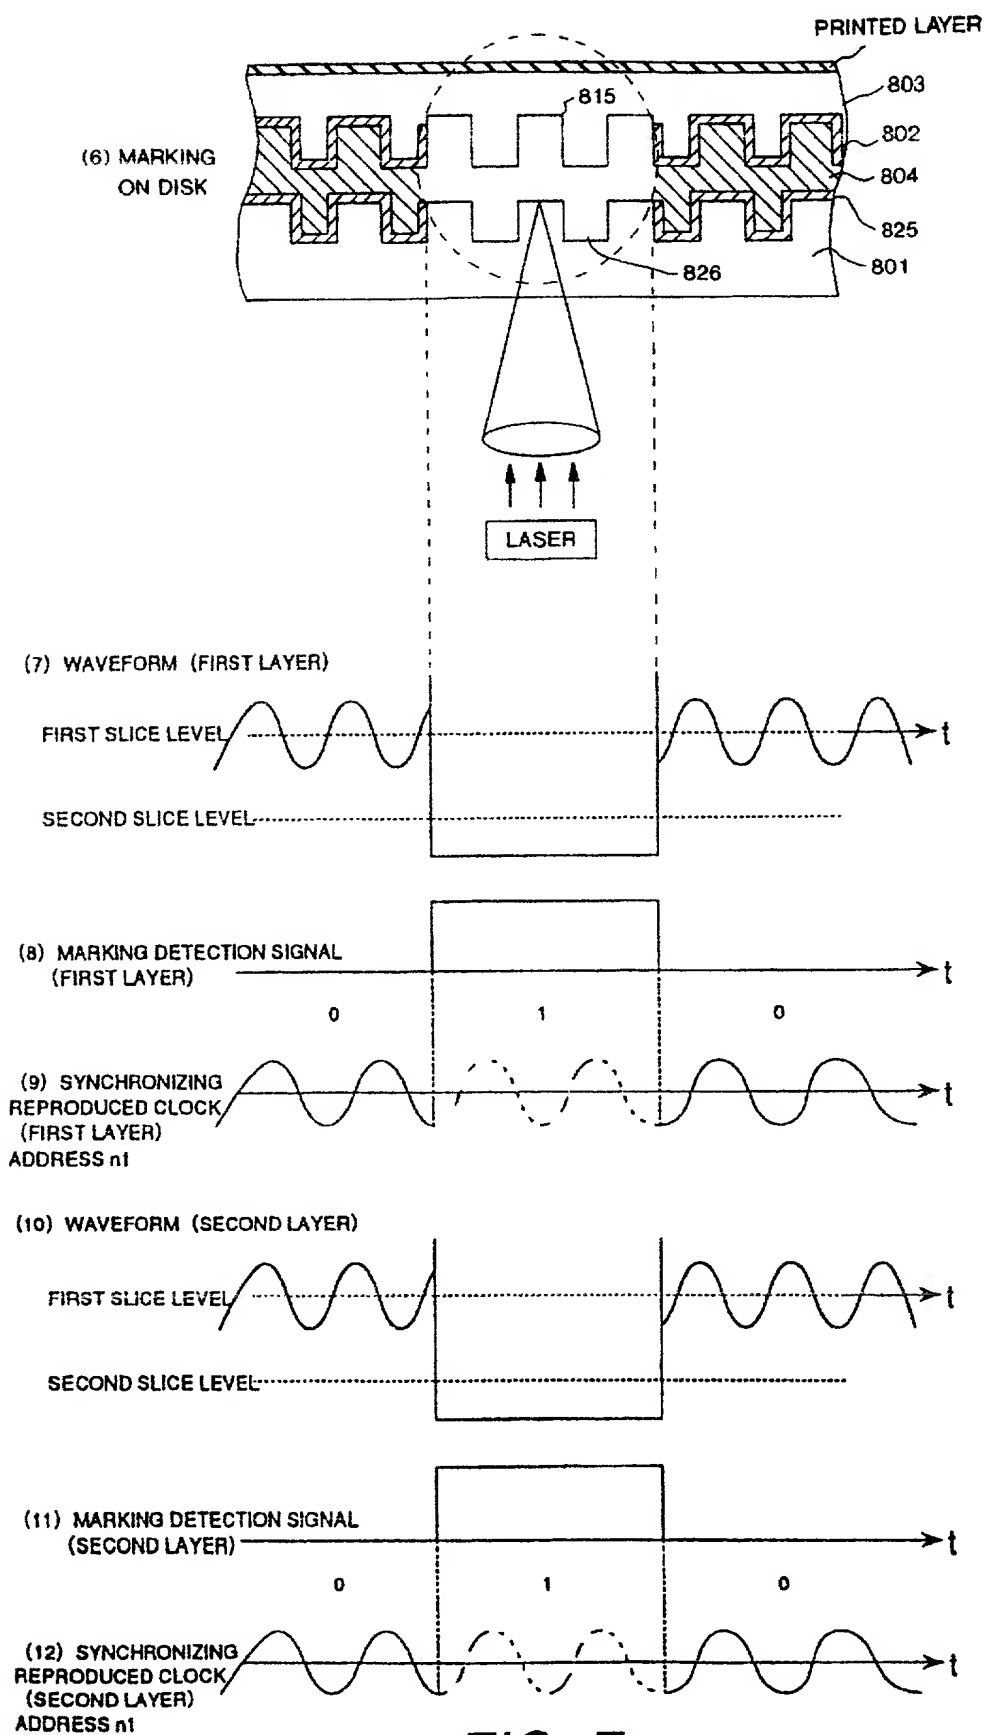 PRINTED LAYER
803
815
802
(6) MARKING
ON DISK
804
825
826
801
LASER
(7) WAVEFORM (FIRST LAYER)
FIRST SLICE LEVEL
t
SECOND SLICE LEVEL
(8) MARKING DETECTION SIGNAL
(FIRST LAYER)
t
0 1 0
(9) SYNCHRONIZING
REPRODUCED CLOCK
(FIRST LAYER)
ADDRESS n1
t
(10) WAVEFORM (SECOND LAYER)
FIRST SLICE LEVEL
t
SECOND SLICE LEVEL
(11) MARKING DETECTION SIGNAL
(SECOND LAYER)
t
0 1 0
(12) SYNCHRONIZING
REPRODUCED CLOCK
(SECOND LAYER)
ADDRESS n1
t